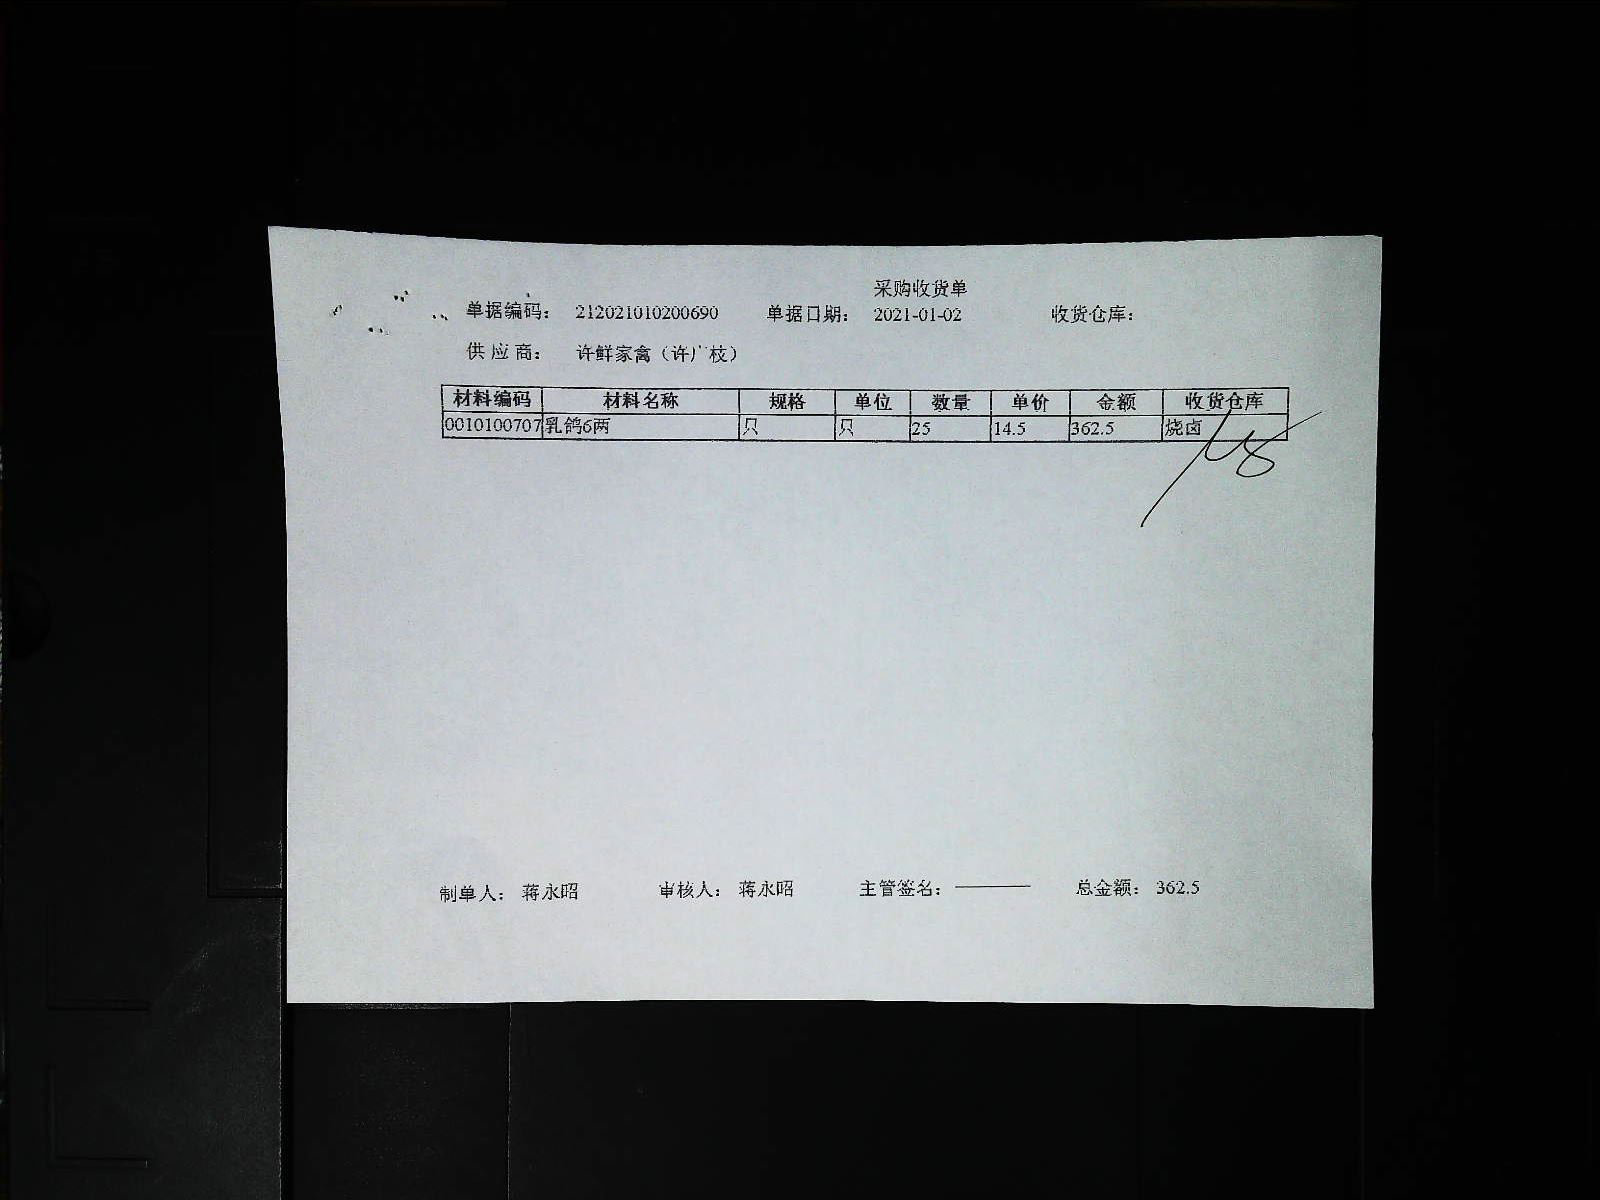 采购收货单
单据编码： 212021010200690 单据日期： 2021-01-02 收货仓库：
供应商： 许鲜家禽（许广枝）
材料编码 材料名称 规格 单位 数量 单价 金额 收货仓库
0010100707 乳鸽6两 只 只 25 14.5 362.5 烧卤
制单人： 蒋永昭 审核人： 蒋永昭 主管签名： 总金额： 362.5